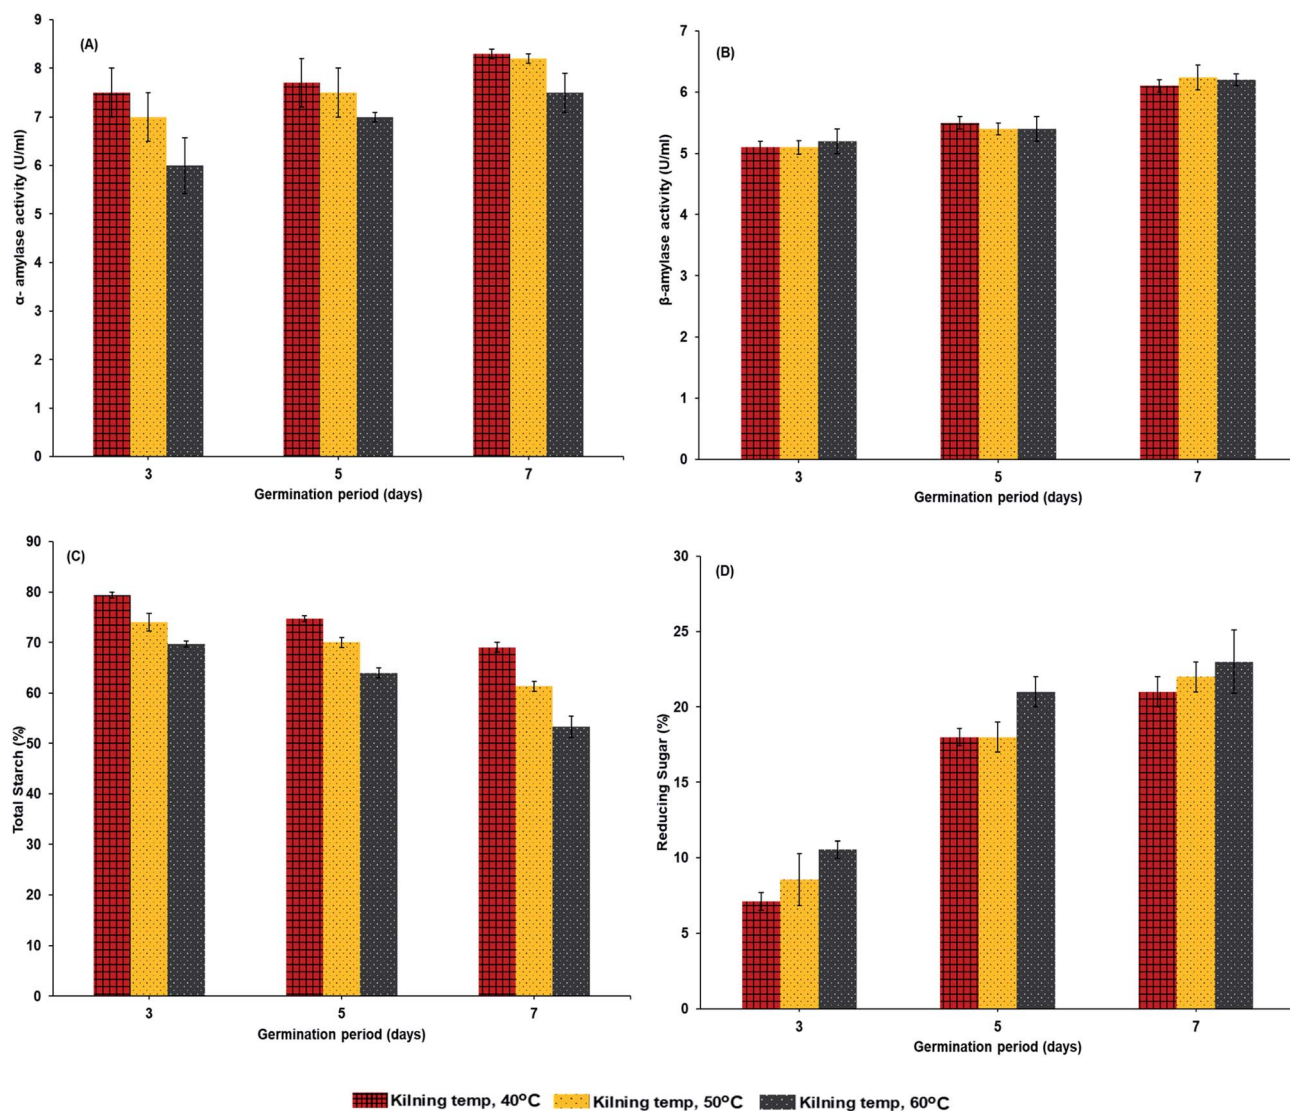 (A)
α- amylase activity (U/ml)
9
8
7
6
5
4
3
2
1
0
3 5 7
Germination period (days)
(B)
β-amylase activity (U/ml)
7
6
5
4
3
2
1
0
3 5 7
Germination period (days)
(C)
Total Starch (%)
90
80
70
60
50
40
30
20
10
0
3 5 7
Germination period (days)
(D)
Reducing Sugar (%)
30
25
20
15
10
5
0
3 5 7
Germination period (days)
Kilning temp, 40°C Kilning temp, 50°C Kilning temp, 60°C